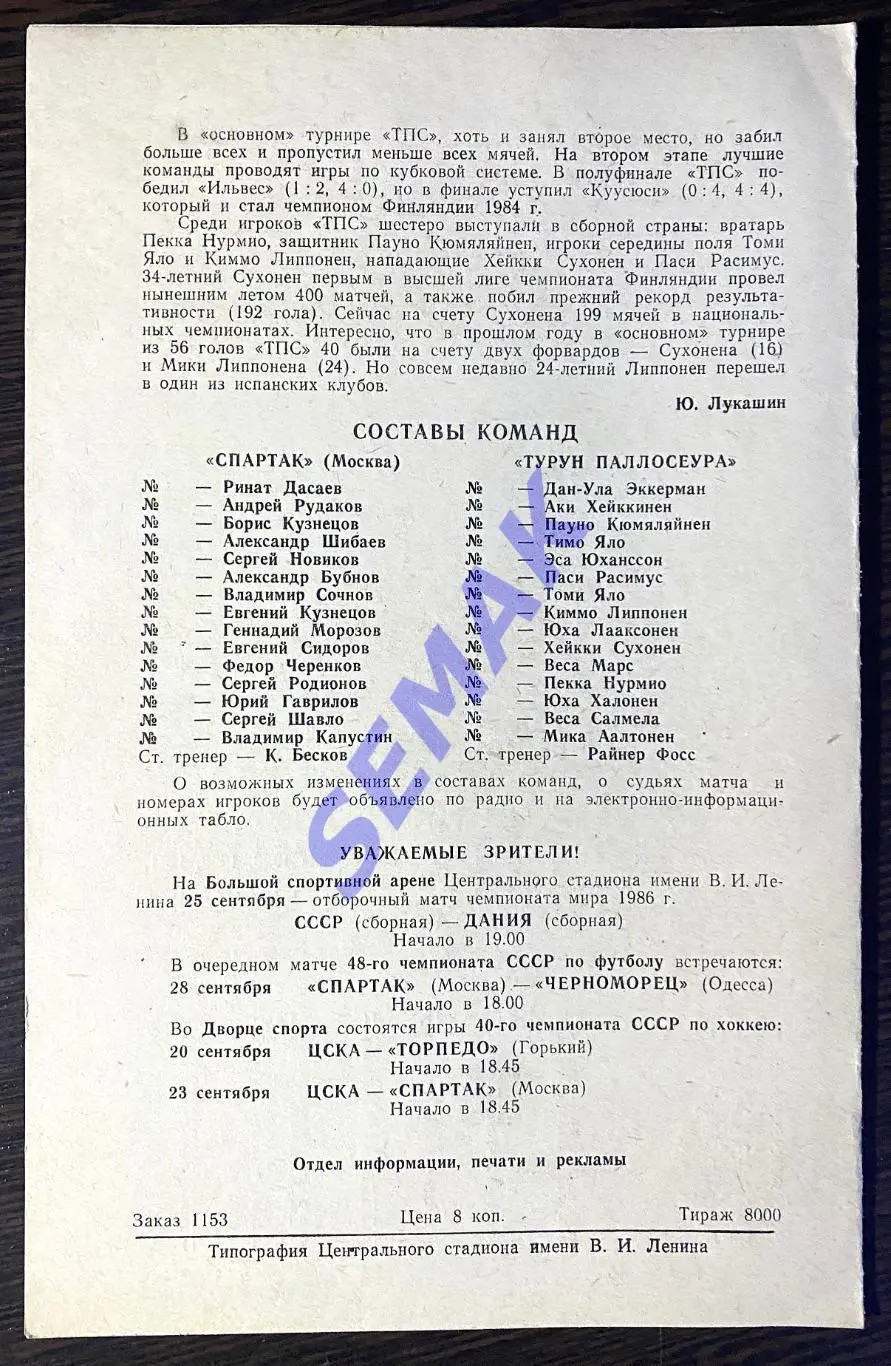 В «основном» турнире «ТПС», хоть и занял второе место, но забил
больше всех и пропустил меньше всех мячей. На втором этапе лучшие
команды проводят игры по кубковой системе. В полуфинале «ТПС» по-
бедил «Ильвес» (1 : 2, 4 : 0), но в финале уступил «Куусюси» (0 : 4, 4 : 4),
который и стал чемпионом Финляндии 1984 г.
Среди игроков «ТПС» шестеро выступали в сборной страны: вратарь
Пекка Нурмио, защитник Пауно Кюмяляйнен, игроки середины поля Томи
Яло и Киммо Липпонен, нападающие Хейкки Сухонен и Паси Расимус.
34-летний Сухонен первым в высшей лиге чемпионата Финляндии провел
нынешним летом 400 матчей, а также побил прежний рекорд результа-
тивности (192 гола). Сейчас на счету Сухонена 199 мячей в националь-
ных чемпионатах. Интересно, что в прошлом году в «основном» турнире
из 56 голов «ТПС» 40 были на счету двух форвардов — Сухонена (16)
и Мики Липпонена (24). Но совсем недавно 24-летний Липпонен перешел
в один из испанских клубов.
Ю. Лукашин
СОСТАВЫ КОМАНД
«СПАРТАК» (Москва) «ТУРУН ПАЛЛОСЕУРА»
№ — Ринат Дасаев № — Дан-Ула Эккерман
№ — Андрей Рудаков № — Аки Хейккинен
№ — Борис Кузнецов № — Пауно Кюмяляйнен
№ — Александр Шибаев № — Тимо Яло
№ — Сергей Новиков № — Эса Юханссон
№ — Александр Бубнов № — Паси Расимус
№ — Владимир Сочнов № — Томи Яло
№ — Евгений Кузнецов № — Киммо Липпонен
№ — Геннадий Морозов № — Юха Лааксонен
№ — Евгений Сидоров № — Хейкки Сухонен
№ — Федор Черенков № — Веса Марс
№ — Сергей Родионов № — Пекка Нурмио
№ — Юрий Гаврилов № — Юха Халонен
№ — Сергей Шавло № — Веса Салмела
№ — Владимир Капустин № — Мика Аалтонен
Ст. тренер — К. Бесков Ст. тренер — Райнер Фосс
SEMAK
О возможных изменениях в составах команд, о судьях матча и
номерах игроков будет объявлено по радио и на электронно-информаци-
онных табло.
УВАЖАЕМЫЕ ЗРИТЕЛИ!
На Большой спортивной арене Центрального стадиона имени В. И. Ле-
нина 25 сентября — отборочный матч чемпионата мира 1986 г.
СССР (сборная) — ДАНИЯ (сборная)
Начало в 19.00
В очередном матче 48-го чемпионата СССР по футболу встречаются:
28 сентября «СПАРТАК» (Москва) — «ЧЕРНОМОРЕЦ» (Одесса)
Начало в 18.00
Во Дворце спорта состоятся игры 40-го чемпионата СССР по хоккею:
20 сентября ЦСКА — «ТОРПЕДО» (Горький)
Начало в 18.45
23 сентября ЦСКА — «СПАРТАК» (Москва)
Начало в 18.45
Отдел информации, печати и рекламы
Заказ 1153 Цена 8 коп. Тираж 8000
Типография Центрального стадиона имени В. И. Ленина